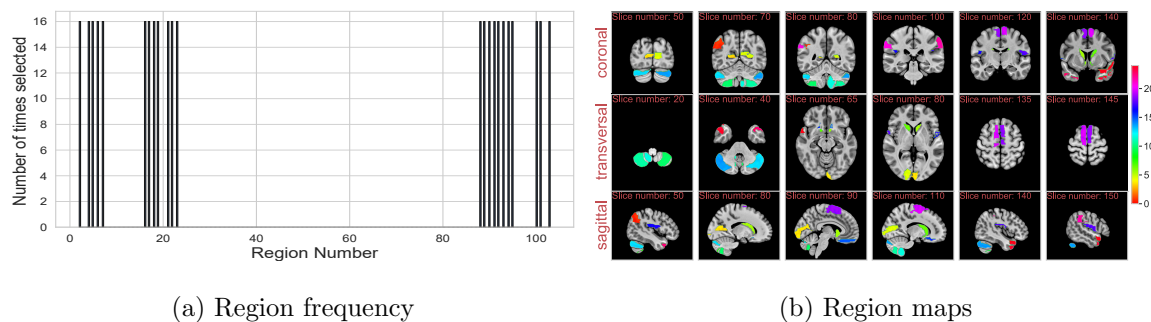 16
14
12
10
8
6
4
2
0
Number of times selected
0 20 40 60 80 100
Region Number
(a) Region frequency
coronal
Slice number: 50 Slice number: 70 Slice number: 80 Slice number: 100 Slice number: 120 Slice number: 140
transversal
Slice number: 20 Slice number: 40 Slice number: 65 Slice number: 80 Slice number: 135 Slice number: 145
sagittal
Slice number: 50 Slice number: 80 Slice number: 90 Slice number: 110 Slice number: 140 Slice number: 150
20
15
10
5
0
(b) Region maps